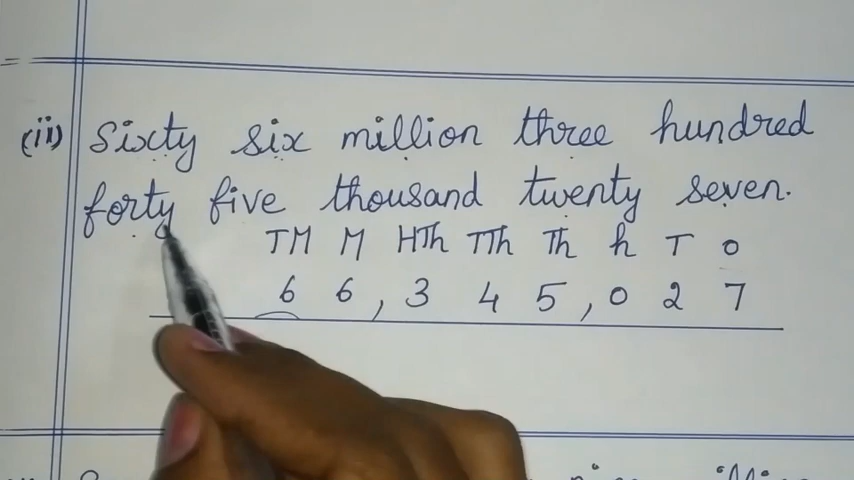 (ii) Sixty six million three hundred
forty five thousand twenty seven.
TM M HTh TTh Th h T O
6 6 , 3 4 5 , 0 2 7